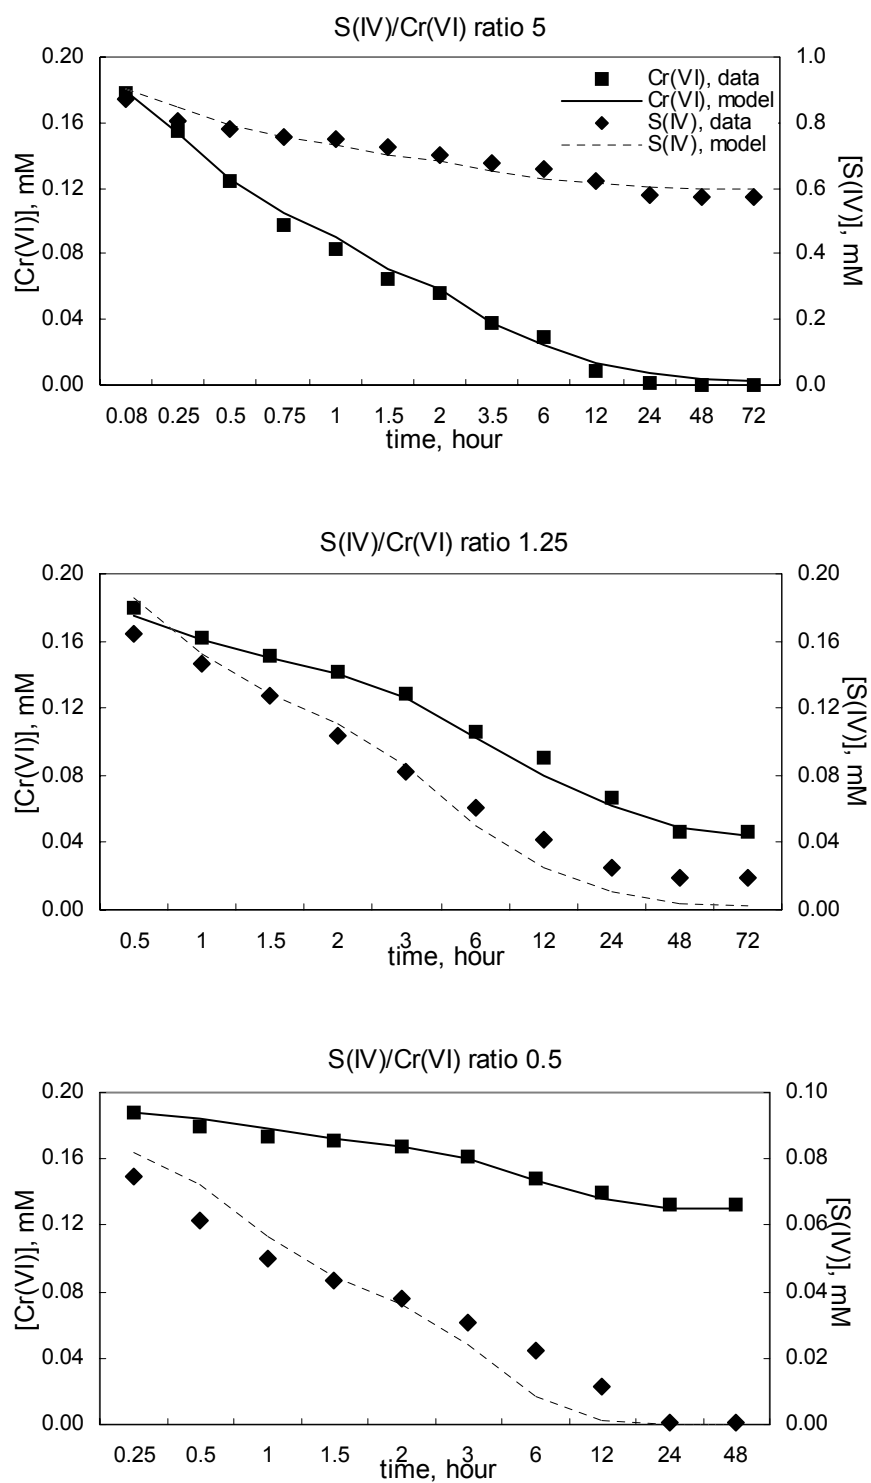 S(IV)/Cr(VI) ratio 5
0.20 1.0
0.16 0.8
0.12 0.6
0.08 0.4
0.04 0.2
0.00 0.0
[Cr(VI)], mM
[S(IV)], mM
Cr(VI), data
Cr(VI), model
S(IV), data
S(IV), model
0.08 0.25 0.5 0.75 1 1.5 2 3.5 6 12 24 48 72
time, hour
S(IV)/Cr(VI) ratio 1.25
0.20 0.20
0.16 0.16
0.12 0.12
0.08 0.08
0.04 0.04
0.00 0.00
[Cr(VI)], mM
[S(IV)], mM
0.5 1 1.5 2 3 6 12 24 48 72
time, hour
S(IV)/Cr(VI) ratio 0.5
0.20 0.10
0.16 0.08
0.12 0.06
0.08 0.04
0.04 0.02
0.00 0.00
[Cr(VI)], mM
[S(IV)], mM
0.25 0.5 1 1.5 2 3 6 12 24 48
time, hour